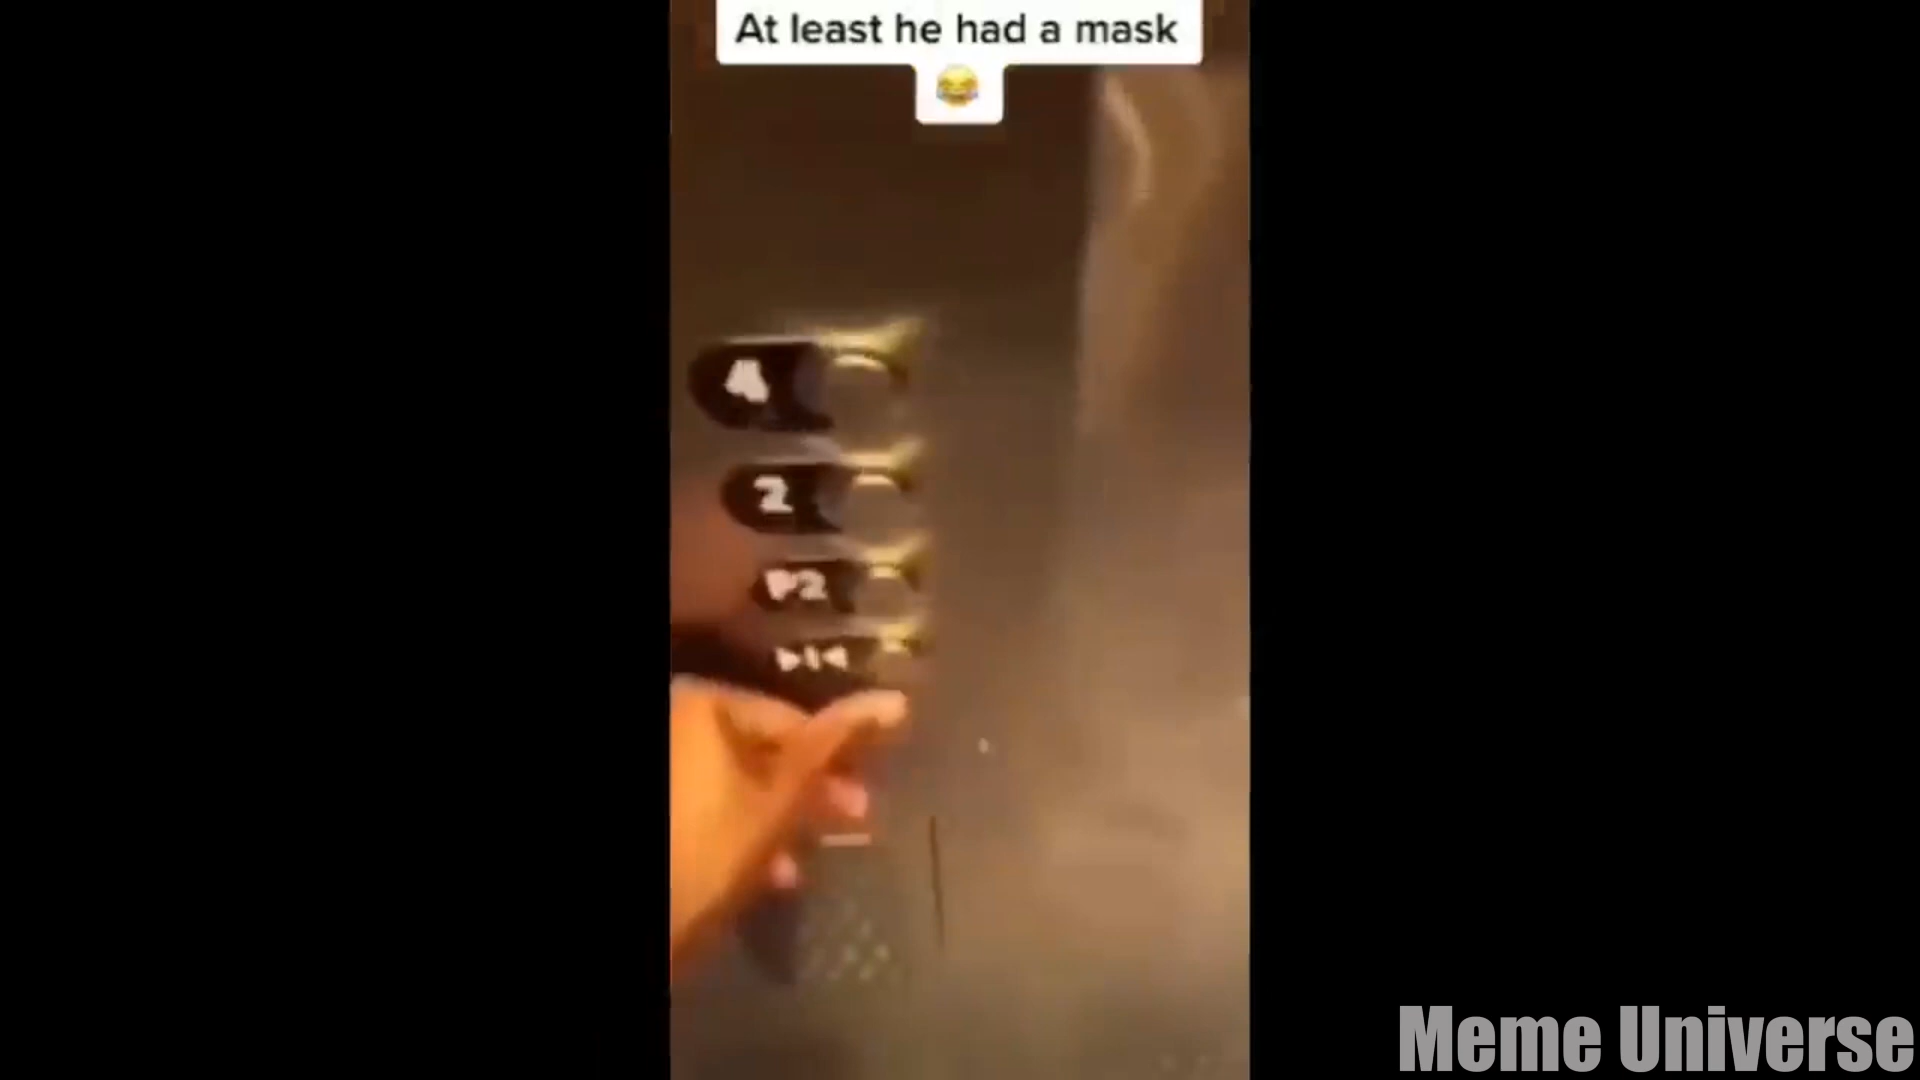 At least he had a mask
😂
4
2
P2
▶|◀
Meme Universe